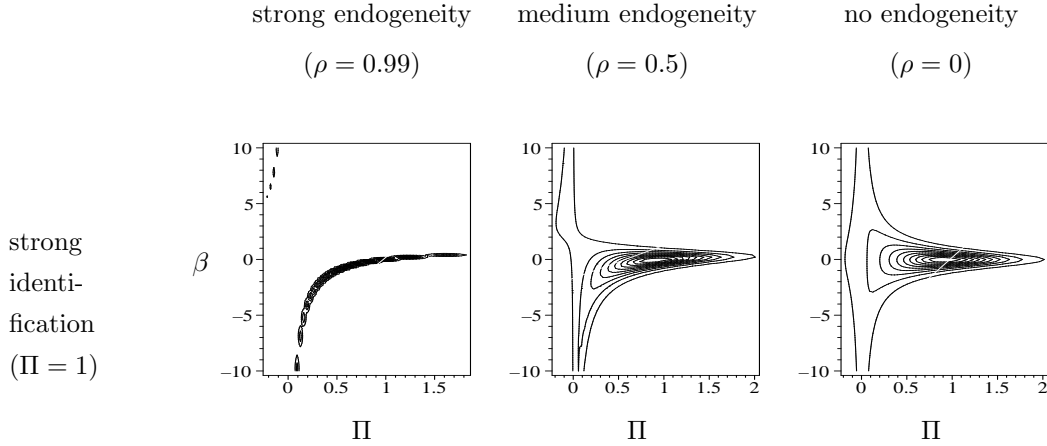 strong endogeneity medium endogeneity no endogeneity
(ρ = 0.99) (ρ = 0.5) (ρ = 0)
10 10 10
5 5 5
β 0 0 0
−5 −5 −5
−10 −10 −10
0 0.5 1 1.5 0 0.5 1 1.5 2 0 0.5 1 1.5 2
Π Π Π
strong
identi-
fication
(Π = 1)